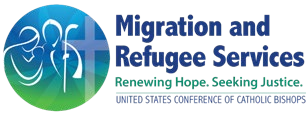 Migration and
Refugee Services
Renewing Hope. Seeking Justice.
UNITED STATES CONFERENCE OF CATHOLIC BISHOPS